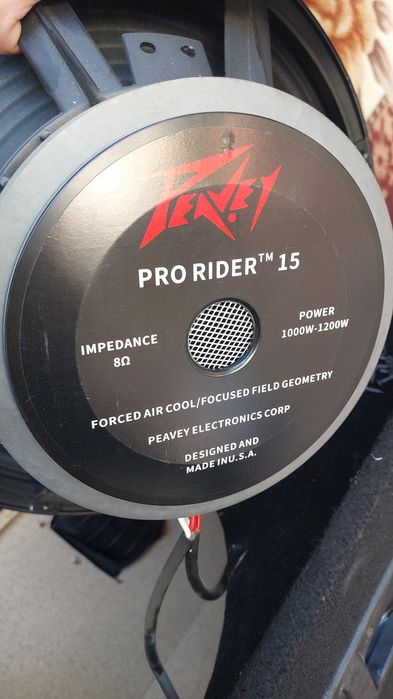 PEAVEY
PRO RIDER™ 15
IMPEDANCE
8Ω
POWER
1000W-1200W
FORCED AIR COOL/FOCUSED FIELD GEOMETRY
PEAVEY ELECTRONICS CORP
DESIGNED AND
MADE INU.S.A.